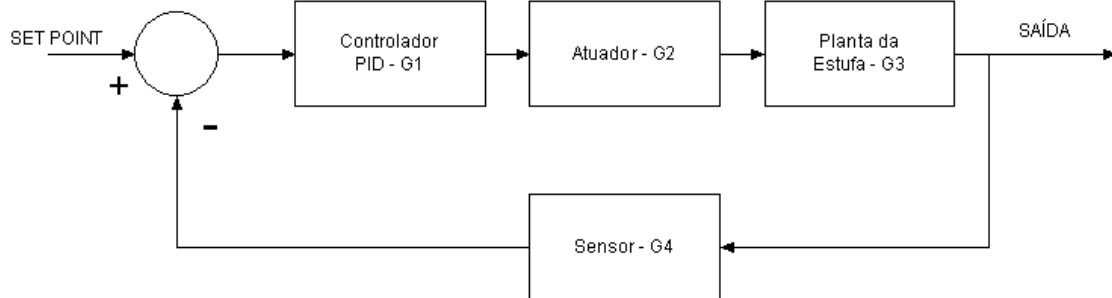 SET POINT
+
-
Controlador
PID - G1
Atuador - G2
Planta da
Estufa - G3
SAÍDA
Sensor - G4